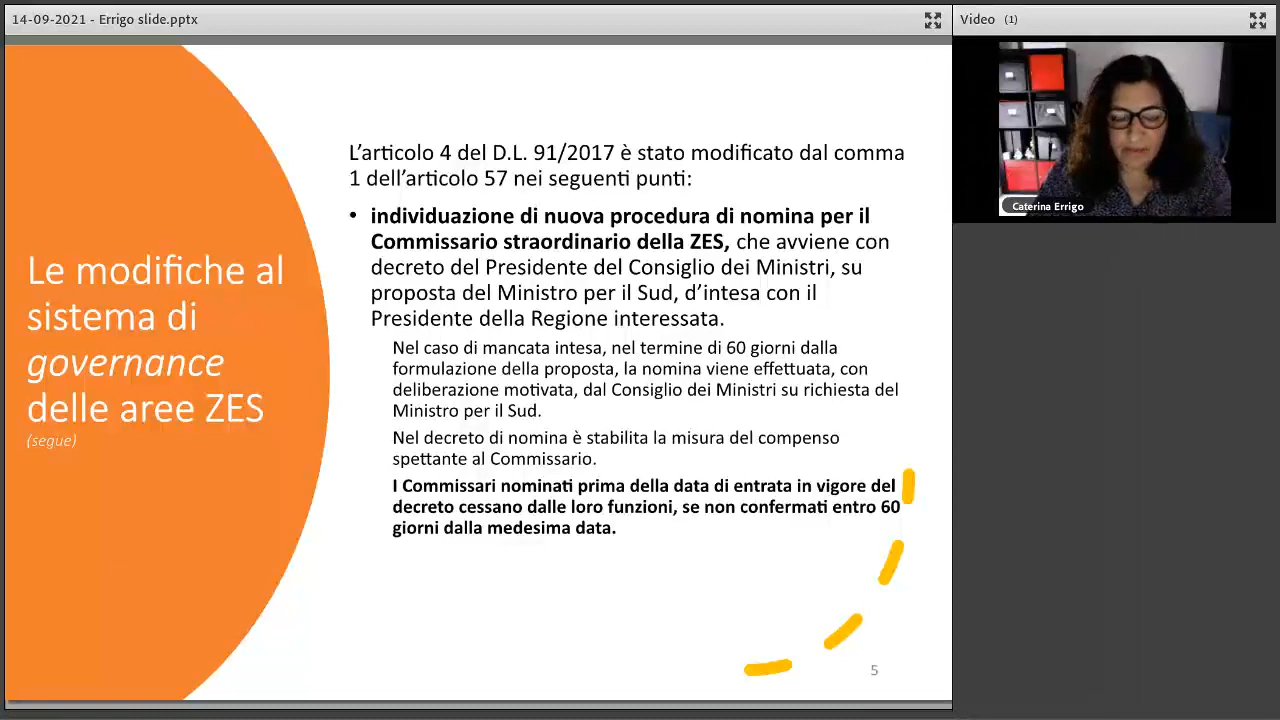 14-09-2021 - Errigo slide.pptx
Video (1)
Caterina Errigo
Le modifiche al
sistema di
governance
delle aree ZES
(segue)
L’articolo 4 del D.L. 91/2017 è stato modificato dal comma
1 dell’articolo 57 nei seguenti punti:
• individuazione di nuova procedura di nomina per il
Commissario straordinario della ZES, che avviene con
decreto del Presidente del Consiglio dei Ministri, su
proposta del Ministro per il Sud, d’intesa con il
Presidente della Regione interessata.
Nel caso di mancata intesa, nel termine di 60 giorni dalla
formulazione della proposta, la nomina viene effettuata, con
deliberazione motivata, dal Consiglio dei Ministri su richiesta del
Ministro per il Sud.
Nel decreto di nomina è stabilita la misura del compenso
spettante al Commissario.
I Commissari nominati prima della data di entrata in vigore del
decreto cessano dalle loro funzioni, se non confermati entro 60
giorni dalla medesima data.
5